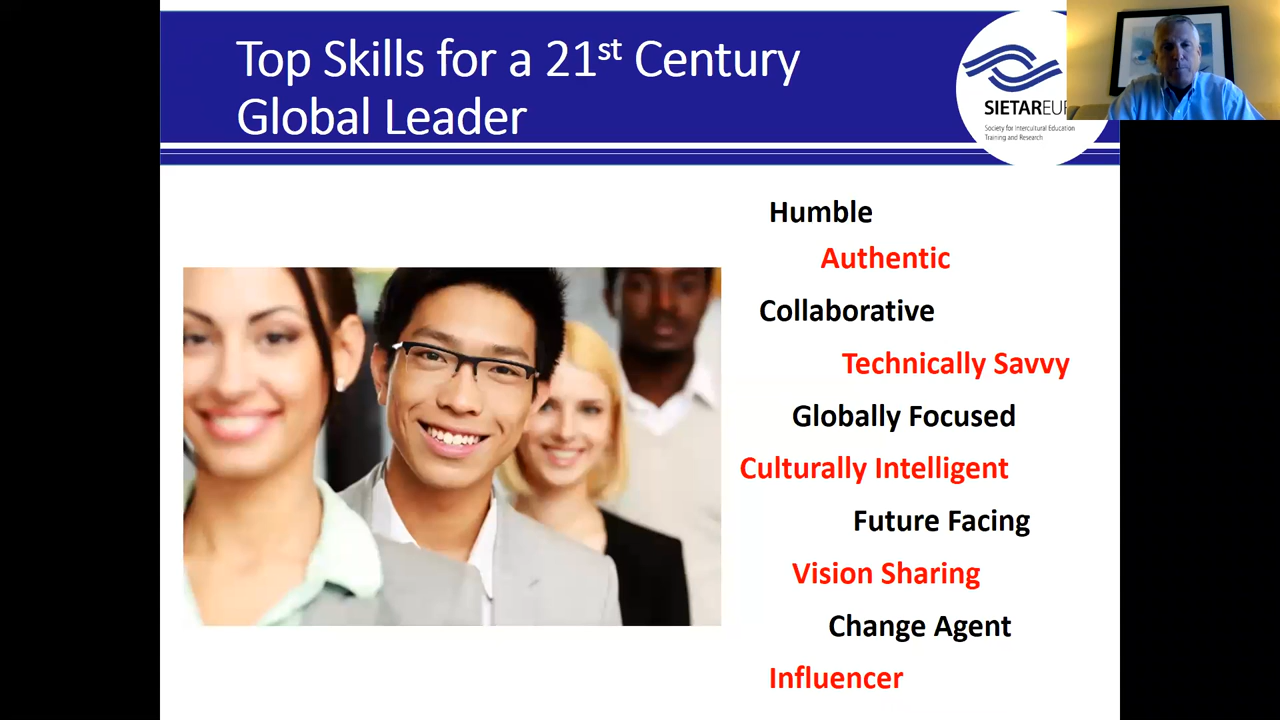 Top Skills for a 21st Century
Global Leader
SIETAREU
Society for Intercultural Education
Training and Research
Humble
Authentic
Collaborative
Technically Savvy
Globally Focused
Culturally Intelligent
Future Facing
Vision Sharing
Change Agent
Influencer